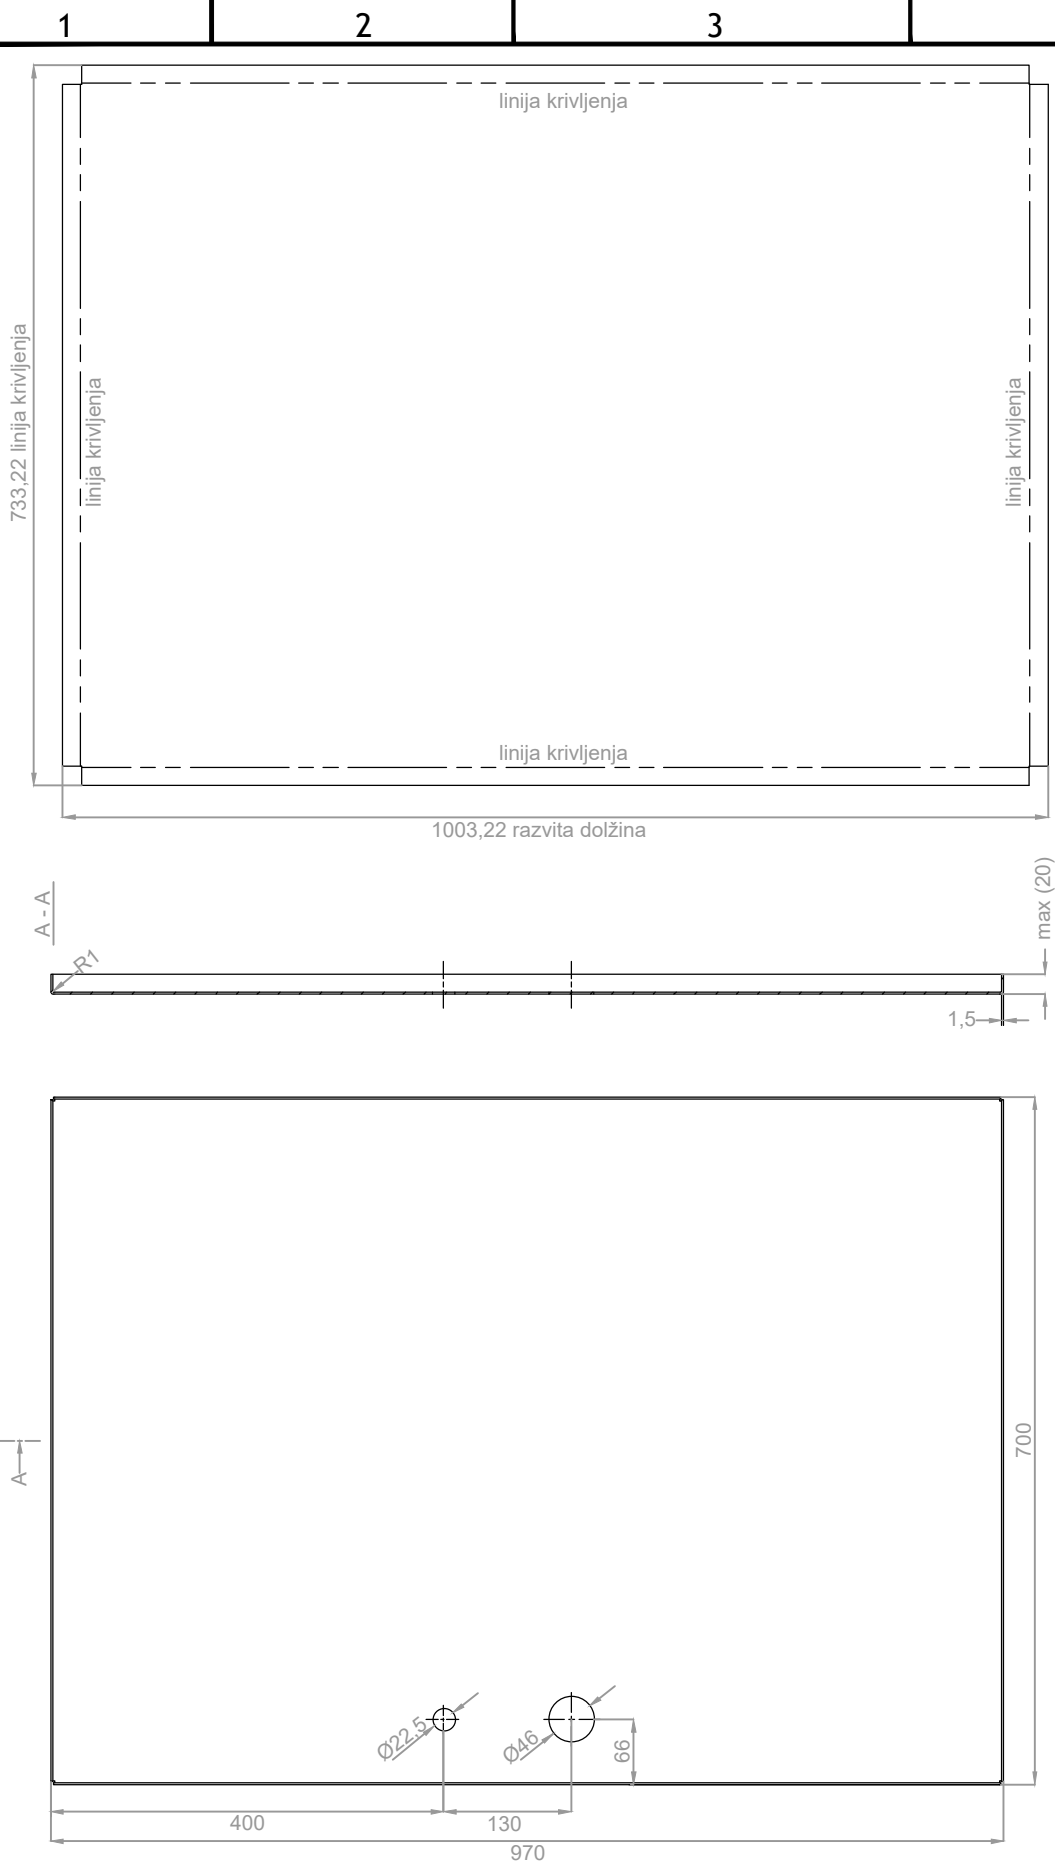 1 2 3
linija krivljenja
733,22 linija krivljenja
linija krivljenja
linija krivljenja
linija krivljenja
1003,22 razvita dolžina
A - A
R1
max (20)
1,5
700
A
Ø22,5
Ø46
66
400
130
970